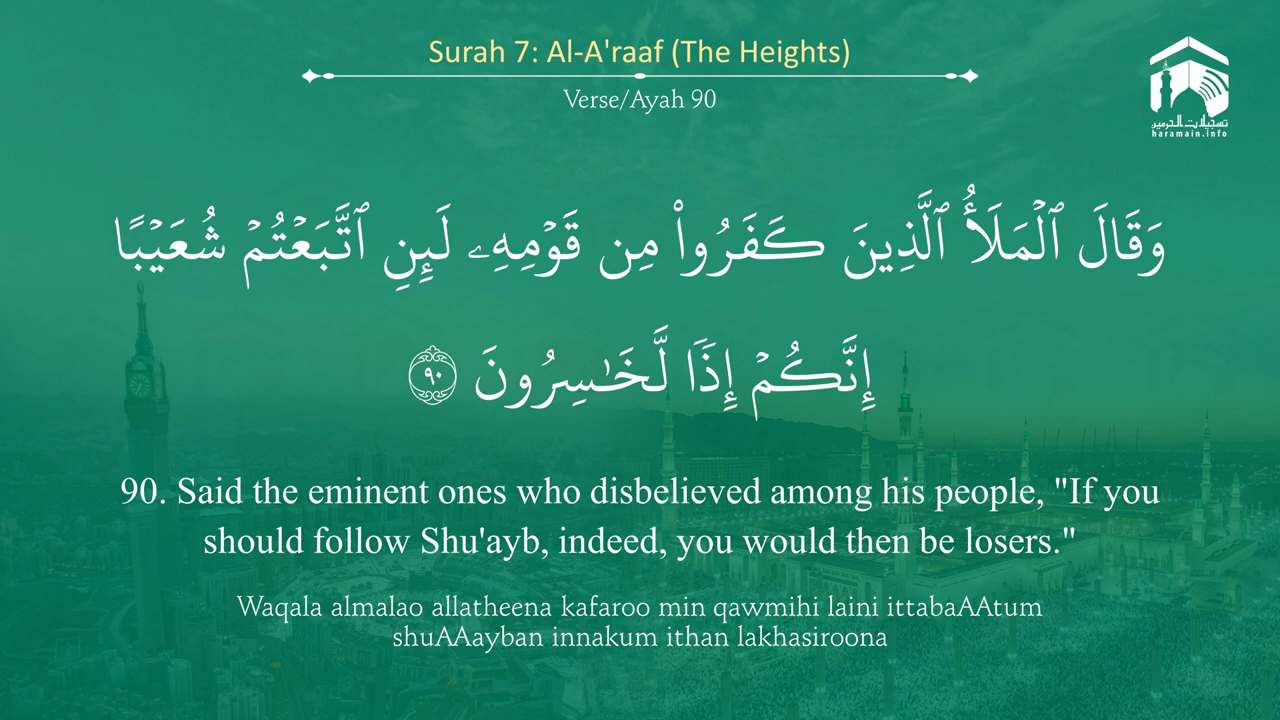 Surah 7: Al-A'raaf (The Heights)
Verse/Ayah 90
تسجيلات الحرمين
haramain.info
وَقَالَ ٱلْمَلَأُ ٱلَّذِينَ كَفَرُوا۟ مِن قَوْمِهِۦ لَئِنِ ٱتَّبَعْتُمْ شُعَيْبًا
إِنَّكُمْ إِذًا لَّخَـٰسِرُونَ ٩٠
90. Said the eminent ones who disbelieved among his people, "If you
should follow Shu'ayb, indeed, you would then be losers."
Waqala almalao allatheena kafaroo min qawmihi laini ittabaAAtum
shuAAayban innakum ithan lakhasiroona